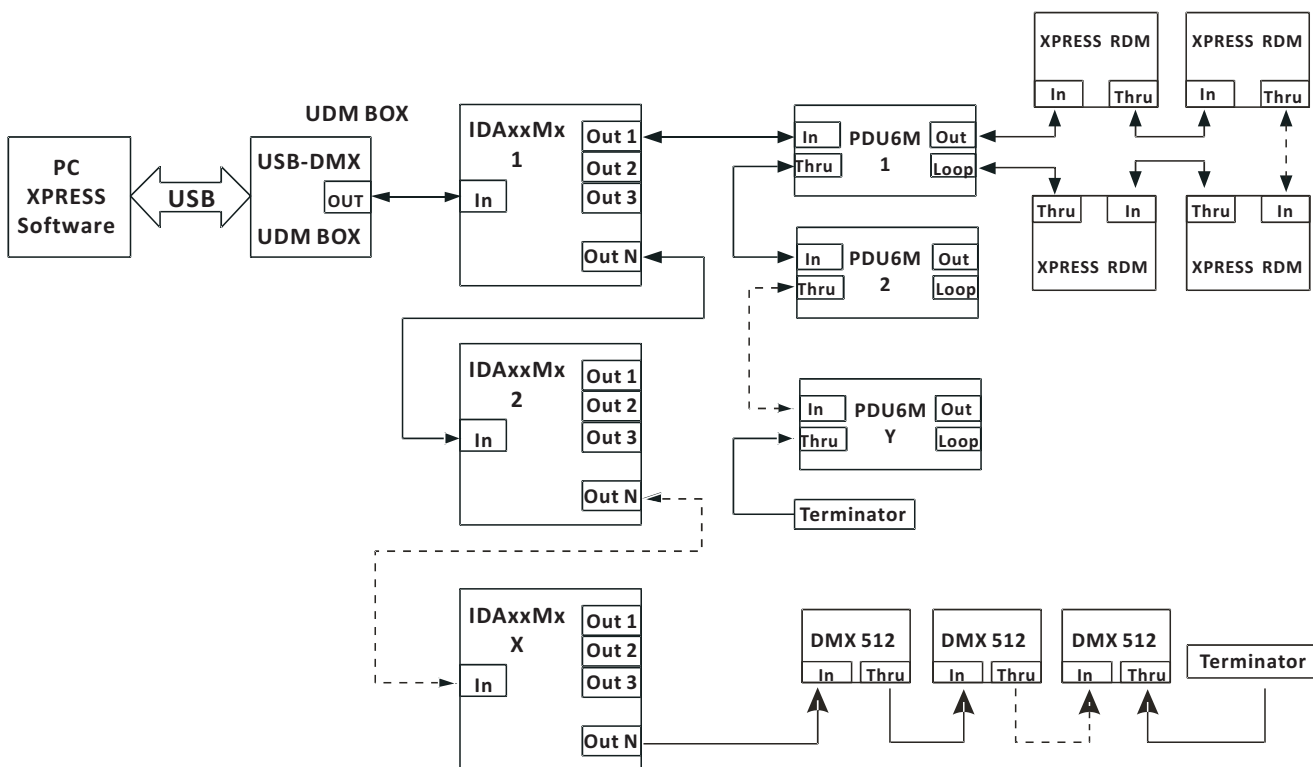 PC
XPRESS
Software
USB
UDM BOX
USB-DMX
OUT
UDM BOX
IDAxxMx
1
In
Out 1
Out 2
Out 3
Out N
IDAxxMx
2
In
Out 1
Out 2
Out 3
Out N
IDAxxMx
X
In
Out 1
Out 2
Out 3
Out N
PDU6M
1
In
Thru
Out
Loop
PDU6M
2
In
Thru
Out
Loop
PDU6M
Y
In
Thru
Out
Loop
Terminator
XPRESS RDM
In
Thru
XPRESS RDM
In
Thru
Thru
In
XPRESS RDM
Thru
In
XPRESS RDM
DMX 512
In
Thru
DMX 512
In
Thru
DMX 512
In
Thru
Terminator